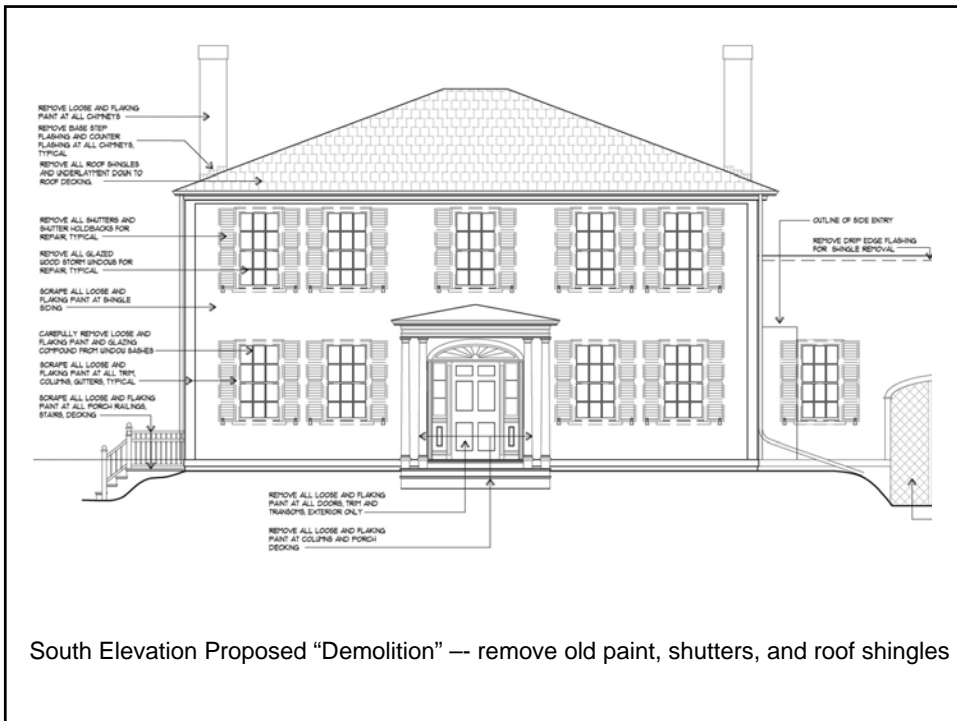 REMOVE LOOSE AND FLAKING
PAINT AT ALL CHIMNEYS
REMOVE BASE STEP
FLASHING AND COUNTER
FLASHING AT ALL CHIMNEYS,
TYPICAL
REMOVE ALL ROOF SHINGLES
AND UNDERLAYMENT DOWN TO
ROOF DECKING.
REMOVE ALL SHUTTERS AND
SHUTTER HOLDBACKS FOR
REPAIR, TYPICAL
REMOVE ALL GLAZED
WOOD STORM WINDOWS FOR
REPAIR, TYPICAL
SCRAPE ALL LOOSE AND
FLAKING PAINT AT SHINGLE
SIDING
CAREFULLY REMOVE LOOSE AND
FLAKING PAINT AND GLAZING
COMPOUND FROM WINDOW SASHES
SCRAPE ALL LOOSE AND
FLAKING PAINT AT ALL TRIM,
COLUMNS, GUTTERS, TYPICAL
SCRAPE ALL LOOSE AND FLAKING
PAINT AT ALL PORCH RAILINGS,
STAIRS, DECKING
OUTLINE OF SIDE ENTRY
REMOVE DRIP EDGE FLASHING
FOR SHINGLE REMOVAL
REMOVE ALL LOOSE AND FLAKING
PAINT AT ALL DOORS, TRIM AND
TRANSOMS, EXTERIOR ONLY
REMOVE ALL LOOSE AND FLAKING
PAINT AT COLUMNS AND PORCH
DECKING
South Elevation Proposed “Demolition” –- remove old paint, shutters, and roof shingles